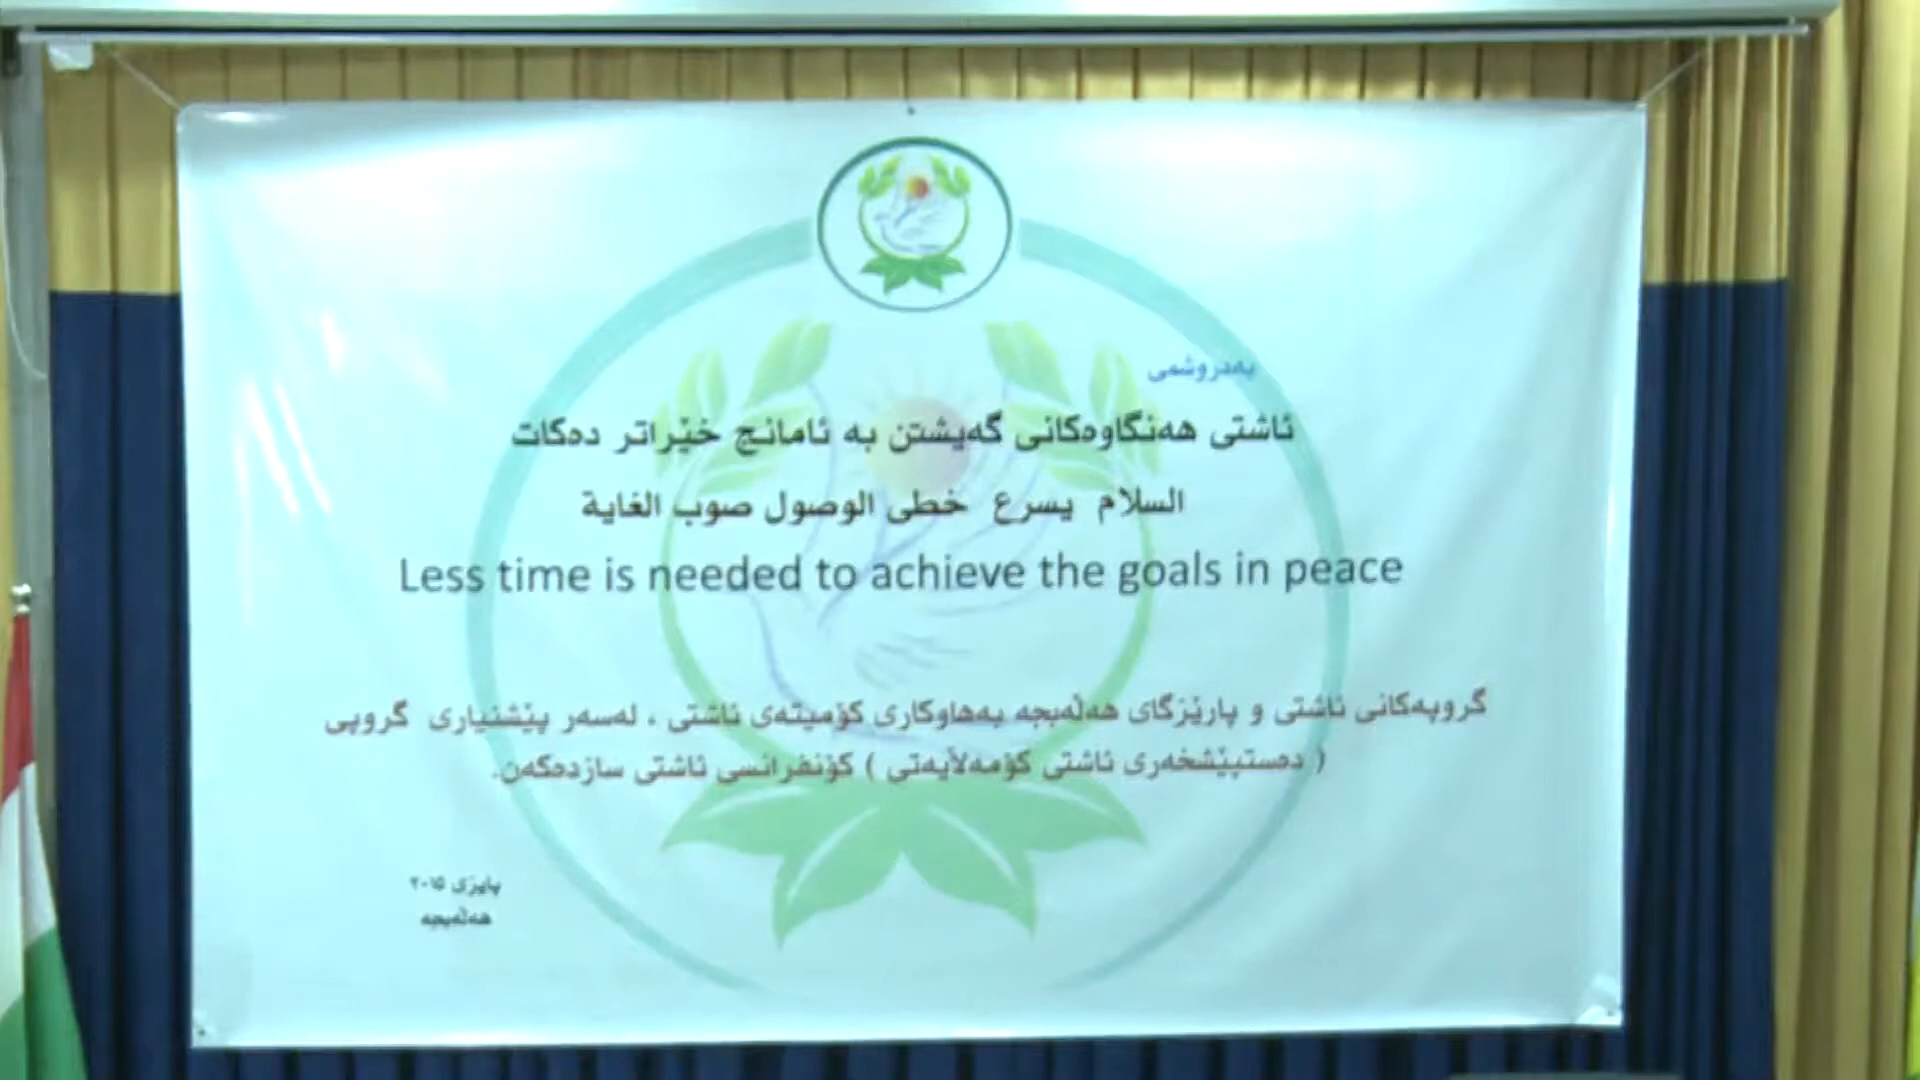 بەدروشمی
ئاشتی هەنگاوەکانی گەیشتن بە ئامانج خێراتر دەکات
السلام يسرع خطى الوصول صوب الغاية
Less time is needed to achieve the goals in peace
گروپەکانی ئاشتی و پارێزگای هەڵەبجە بەهاوکاری کۆمیتەی ئاشتی ، لەسەر پێشنیاری گروپی
( دەستپێشخەری ئاشتی کۆمەڵایەتی ) کۆنفرانسی ئاشتی سازدەکەن.
پایزی ٢٠١٥
هەڵەبجە